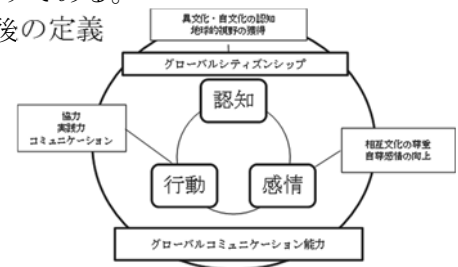 つである。
後の定義
異文化・自文化の認知
地球的視野の獲得
グローバルシティズンシップ
認知
協力
実践力
コミュニケーション
相互文化の尊重
自尊感情の向上
行動
感情
グローバルコミュニケーション能力